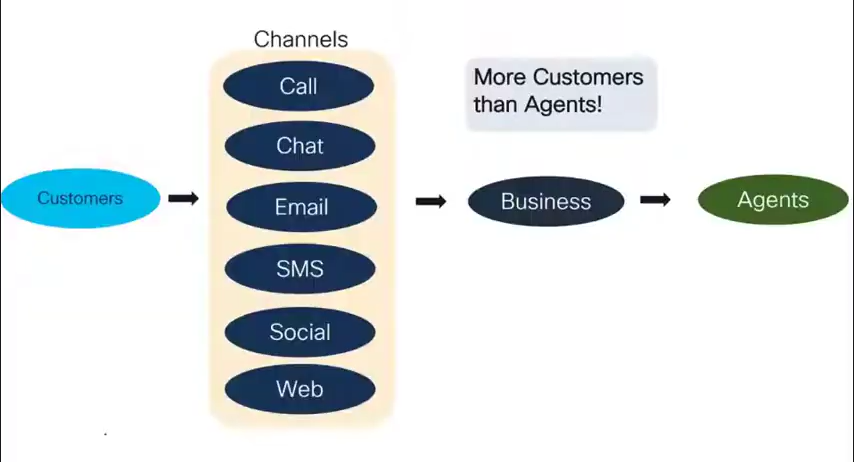 Channels
Call
More Customers
than Agents!
Chat
Customers
Email
Business
Agents
SMS
Social
Web